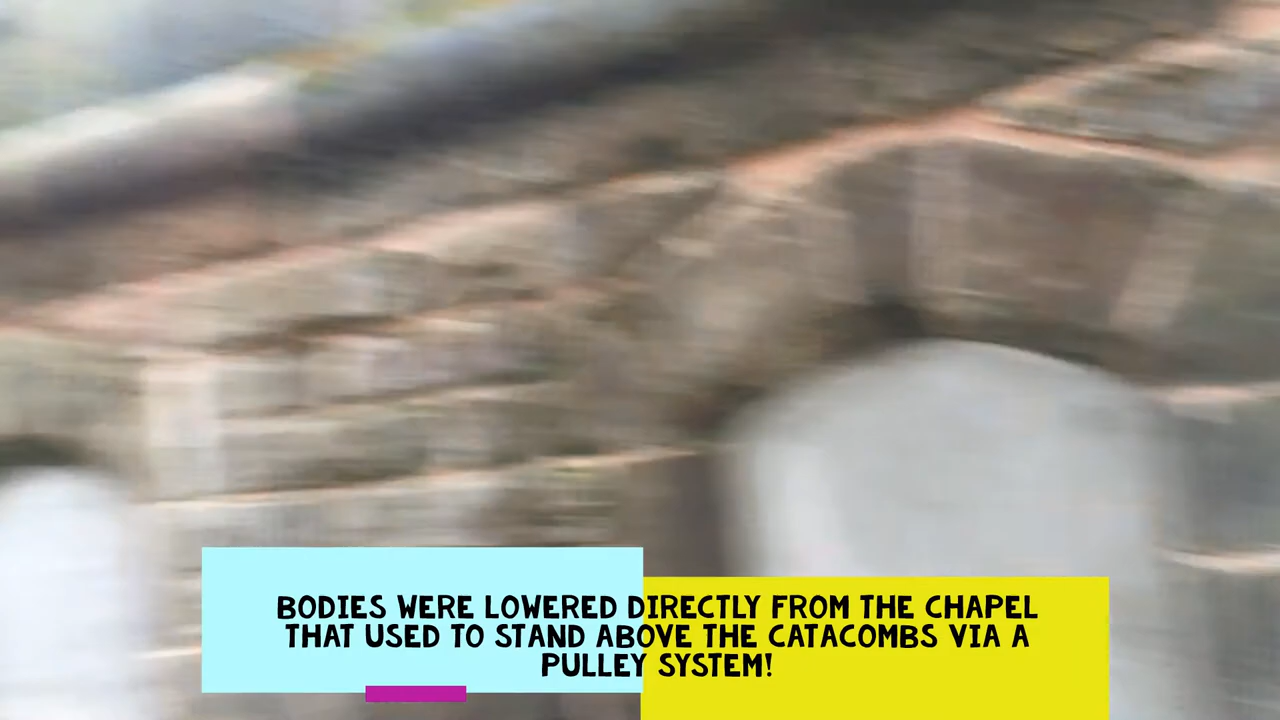 BODIES WERE LOWERED DIRECTLY FROM THE CHAPEL
THAT USED TO STAND ABOVE THE CATACOMBS VIA A
PULLEY SYSTEM!